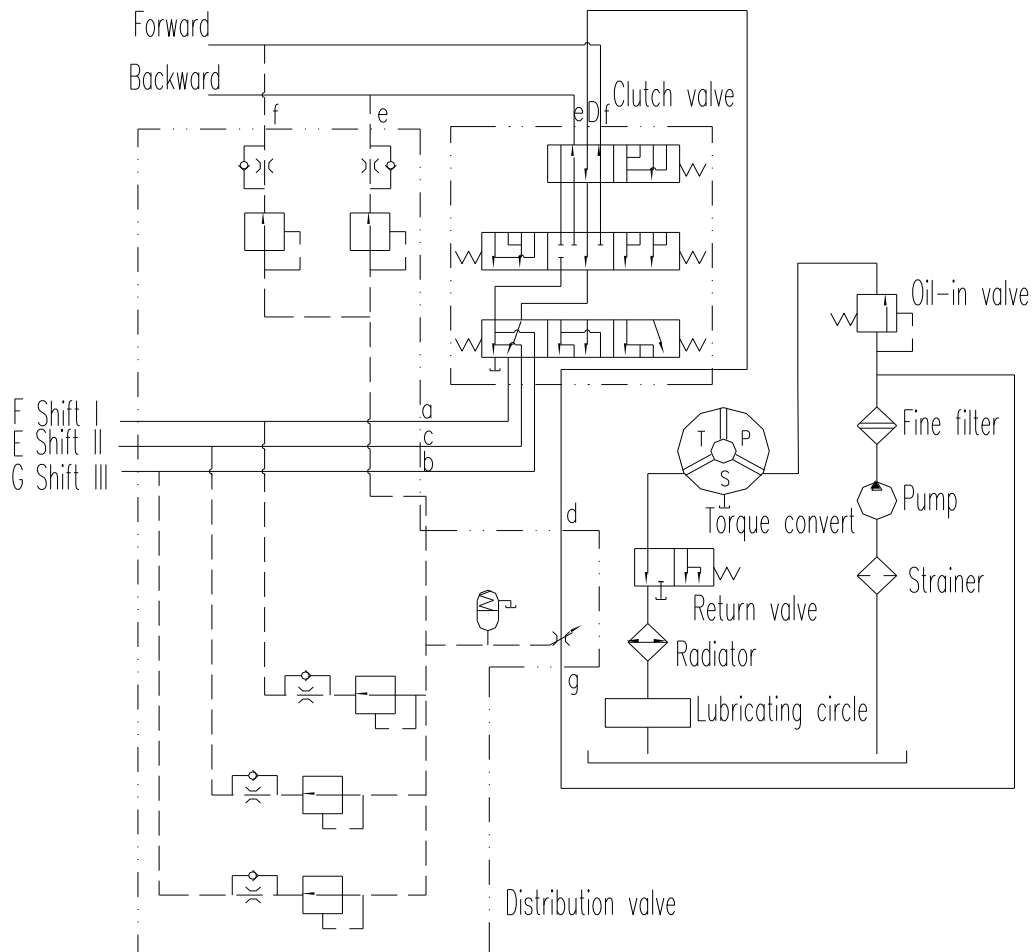 Forward
Backward
f
e
e D f
Clutch valve
Oil-in valve
F Shift I
E Shift II
G Shift III
a
c
b
T P
S
Fine filter
Torque convert
Pump
d
Strainer
Return valve
Radiator
g
Lubricating circle
Distribution valve